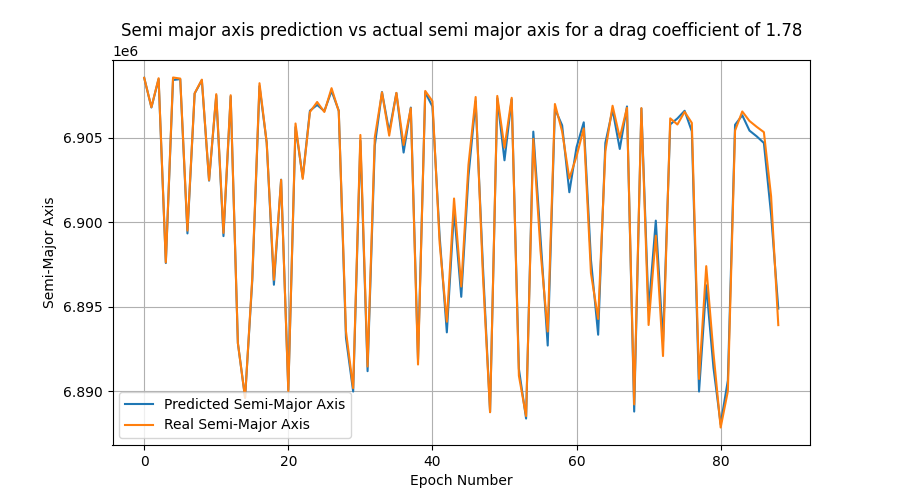 Semi major axis prediction vs actual semi major axis for a drag coefficient of 1.78
1e6
6.905
6.900
6.895
6.890
Semi-Major Axis
Predicted Semi-Major Axis
Real Semi-Major Axis
0 20 40 60 80
Epoch Number